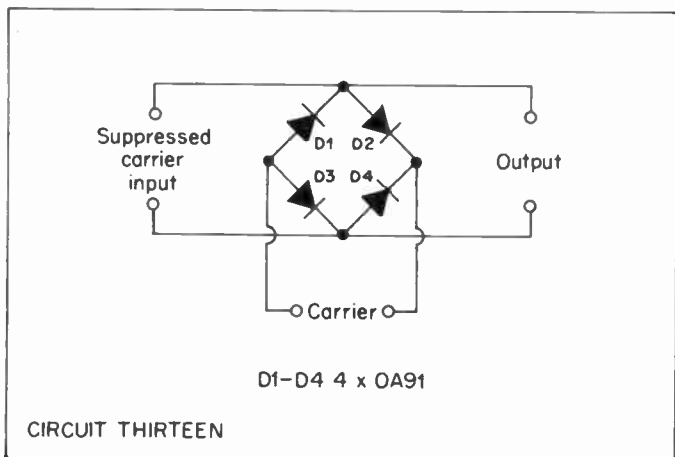 Suppressed
carrier
input
D1 D2
D3 D4
Output
Carrier
D1-D4 4 x OA91
CIRCUIT THIRTEEN